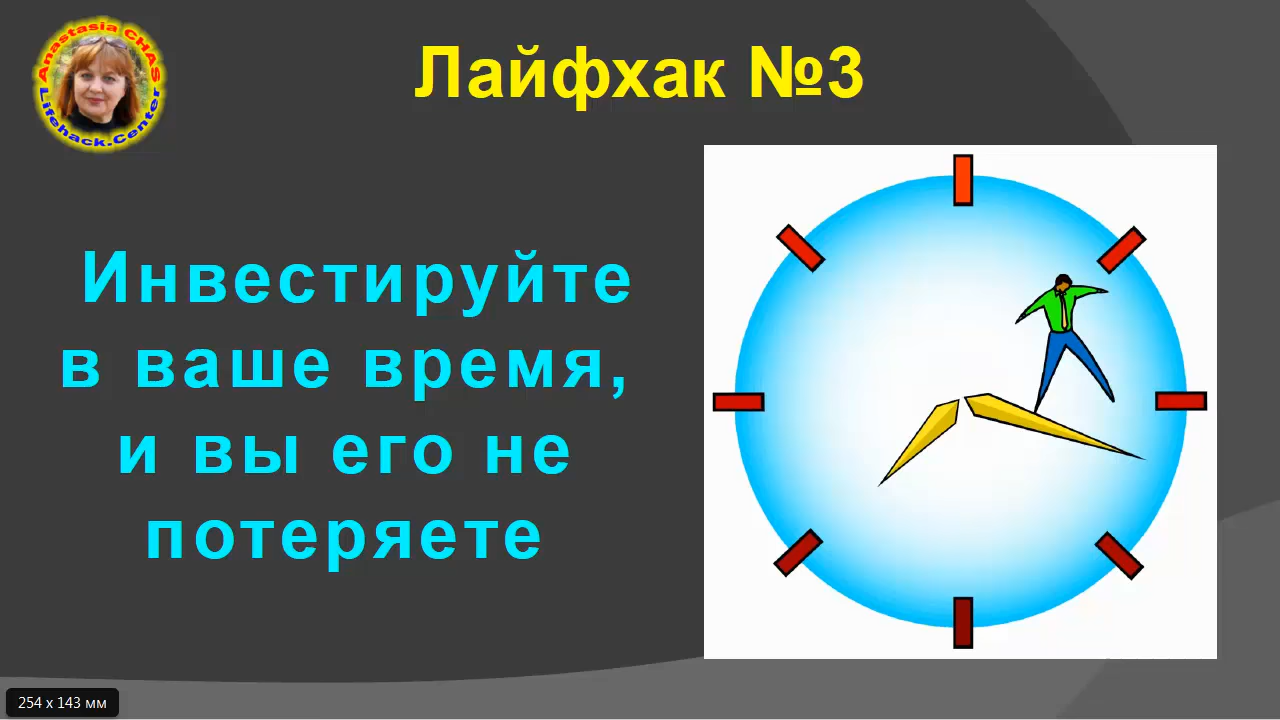 Anastasia CHAS
Lifehack.Center
Лайфхак №3
Инвестируйте
в ваше время,
и вы его не
потеряете
254 x 143 мм